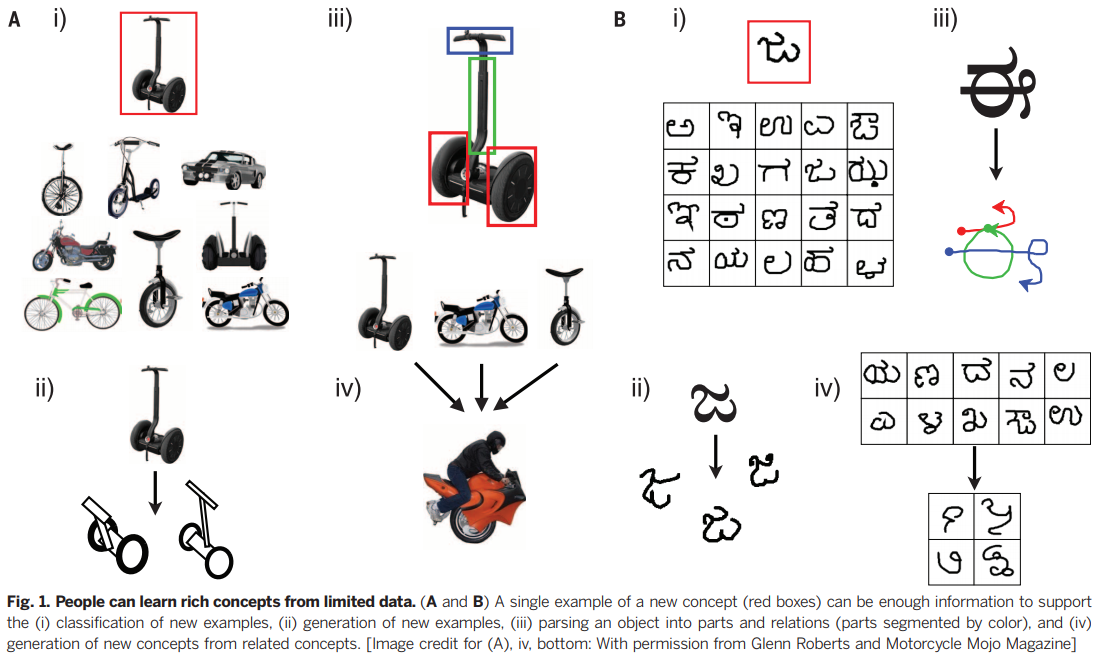 A i) iii) B i) iii)
ಜ
ಅ ಇ ಉ ಎ ಔ
ಕ ಖ ಗ ಜ ಝ
ಣ ತ ದ
ನ ಯ ಲ ಹ ಳ
ii) iv) ii) iv)
ಜ
ಯ ಣ ದ ನ ಲ
ಎ ಳ ಖ ಔ ಉ
Fig. 1. People can learn rich concepts from limited data. (A and B) A single example of a new concept (red boxes) can be enough information to support
the (i) classification of new examples, (ii) generation of new examples, (iii) parsing an object into parts and relations (parts segmented by color), and (iv)
generation of new concepts from related concepts. [Image credit for (A), iv, bottom: With permission from Glenn Roberts and Motorcycle Mojo Magazine]